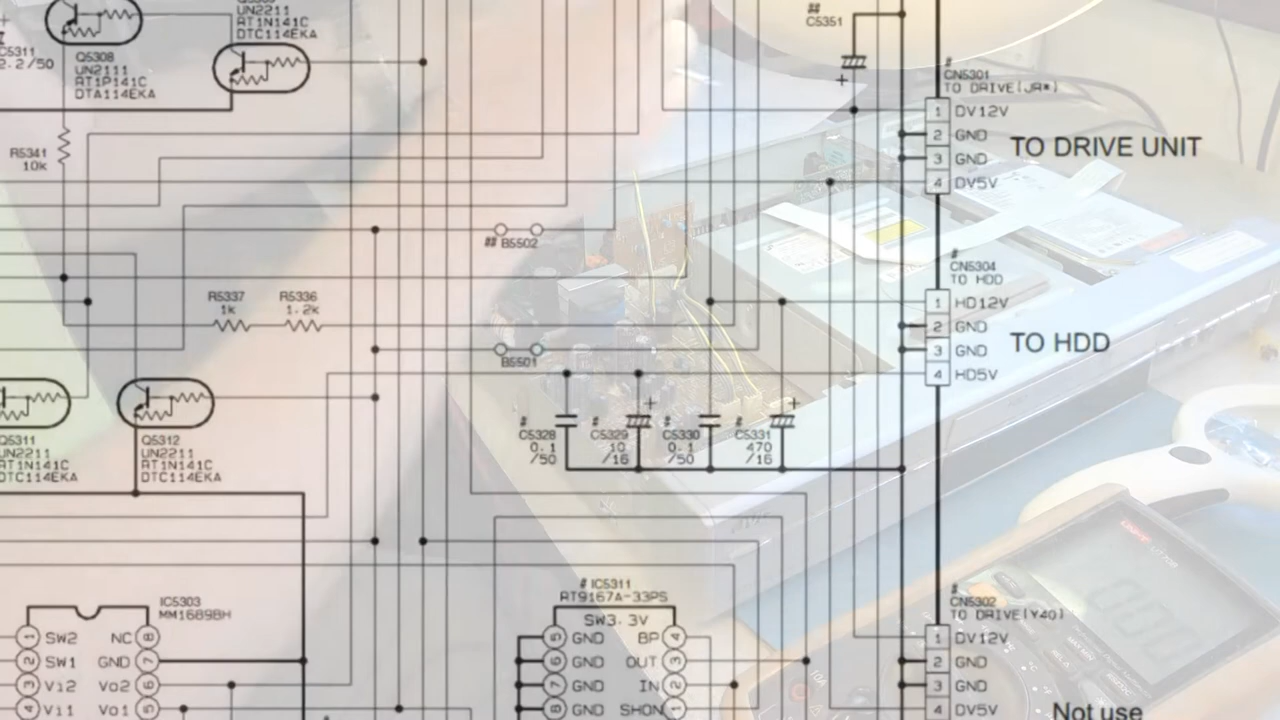 UN2211
RT1N141C
DTC114EKA
C5311
2.2/50
Q5308
UN2111
RT1P141C
DTA114EKA
R5341
10k
##
C5351
+
#
CN5301
TO DRIVE(JR*)
1 DV12V
2 GND
3 GND
4 DV5V
TO DRIVE UNIT
## B5502
#
CN5304
TO HDD
1 HD12V
2 GND
3 GND
4 HD5V
TO HDD
R5337
1k
R5336
1.2k
B5501
#
C5328
0.1
/50
#
C5329
10
/16
#
C5330
0.1
/50
#
C5331
470
/16
Q5311
UN2211
RT1N141C
DTC114EKA
Q5312
UN2211
RT1N141C
DTC114EKA
IC5303
MM1689BH
1 SW2 NC 8
2 SW1 GND 7
3 Vi2 Vo2 6
4 Vi1 Vo1 5
# IC5311
RT9167A-33PS
SW3.3V
5 GND BP 4
6 GND OUT 3
7 GND IN 2
8 GND SHDN 1
#
CN5302
TO DRIVE(Y40)
1 DV12V
2 GND
3 GND
4 DV5V
Not use